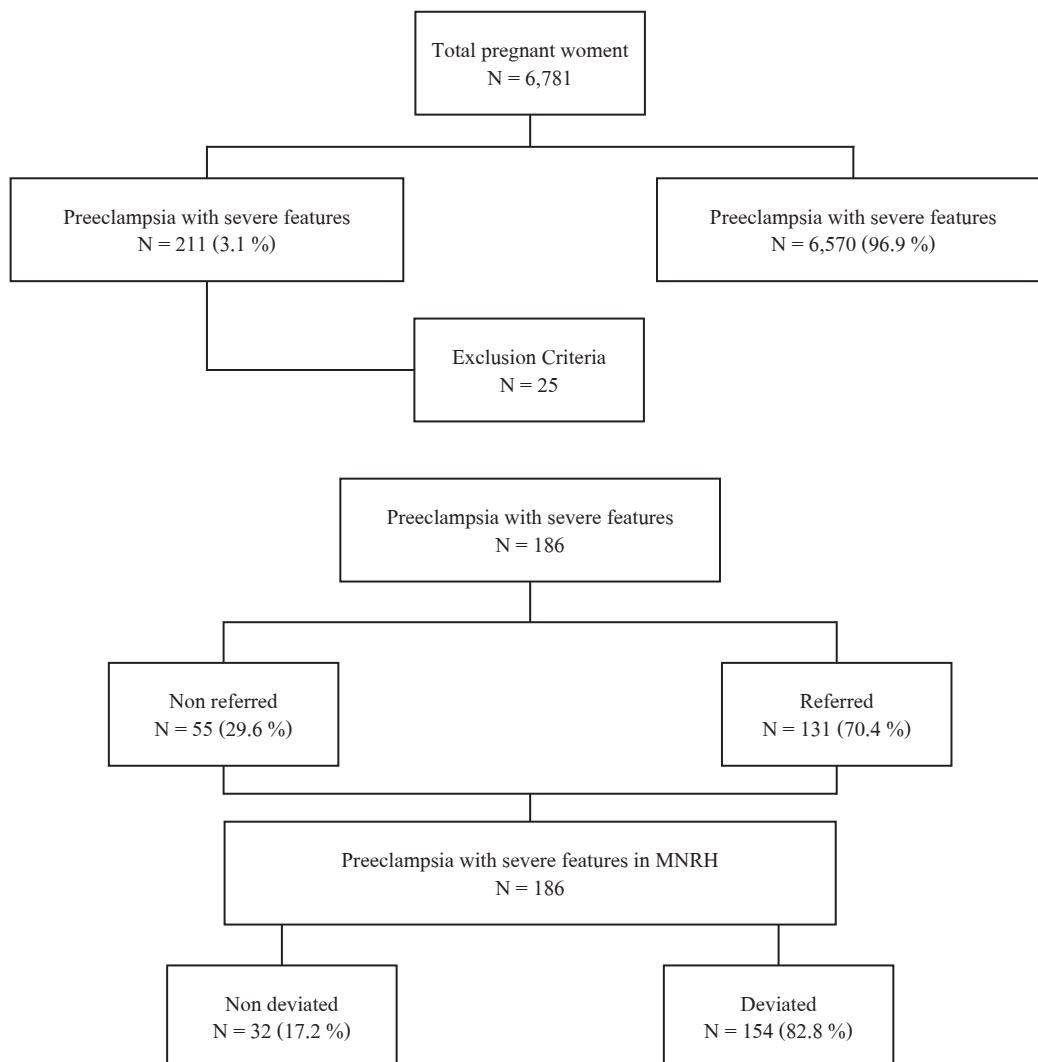 Total pregnant woment
N = 6,781
Preeclampsia with severe features
N = 211 (3.1 %)
Preeclampsia with severe features
N = 6,570 (96.9 %)
Exclusion Criteria
N = 25
Preeclampsia with severe features
N = 186
Non referred
N = 55 (29.6 %)
Referred
N = 131 (70.4 %)
Preeclampsia with severe features in MNRH
N = 186
Non deviated
N = 32 (17.2 %)
Deviated
N = 154 (82.8 %)